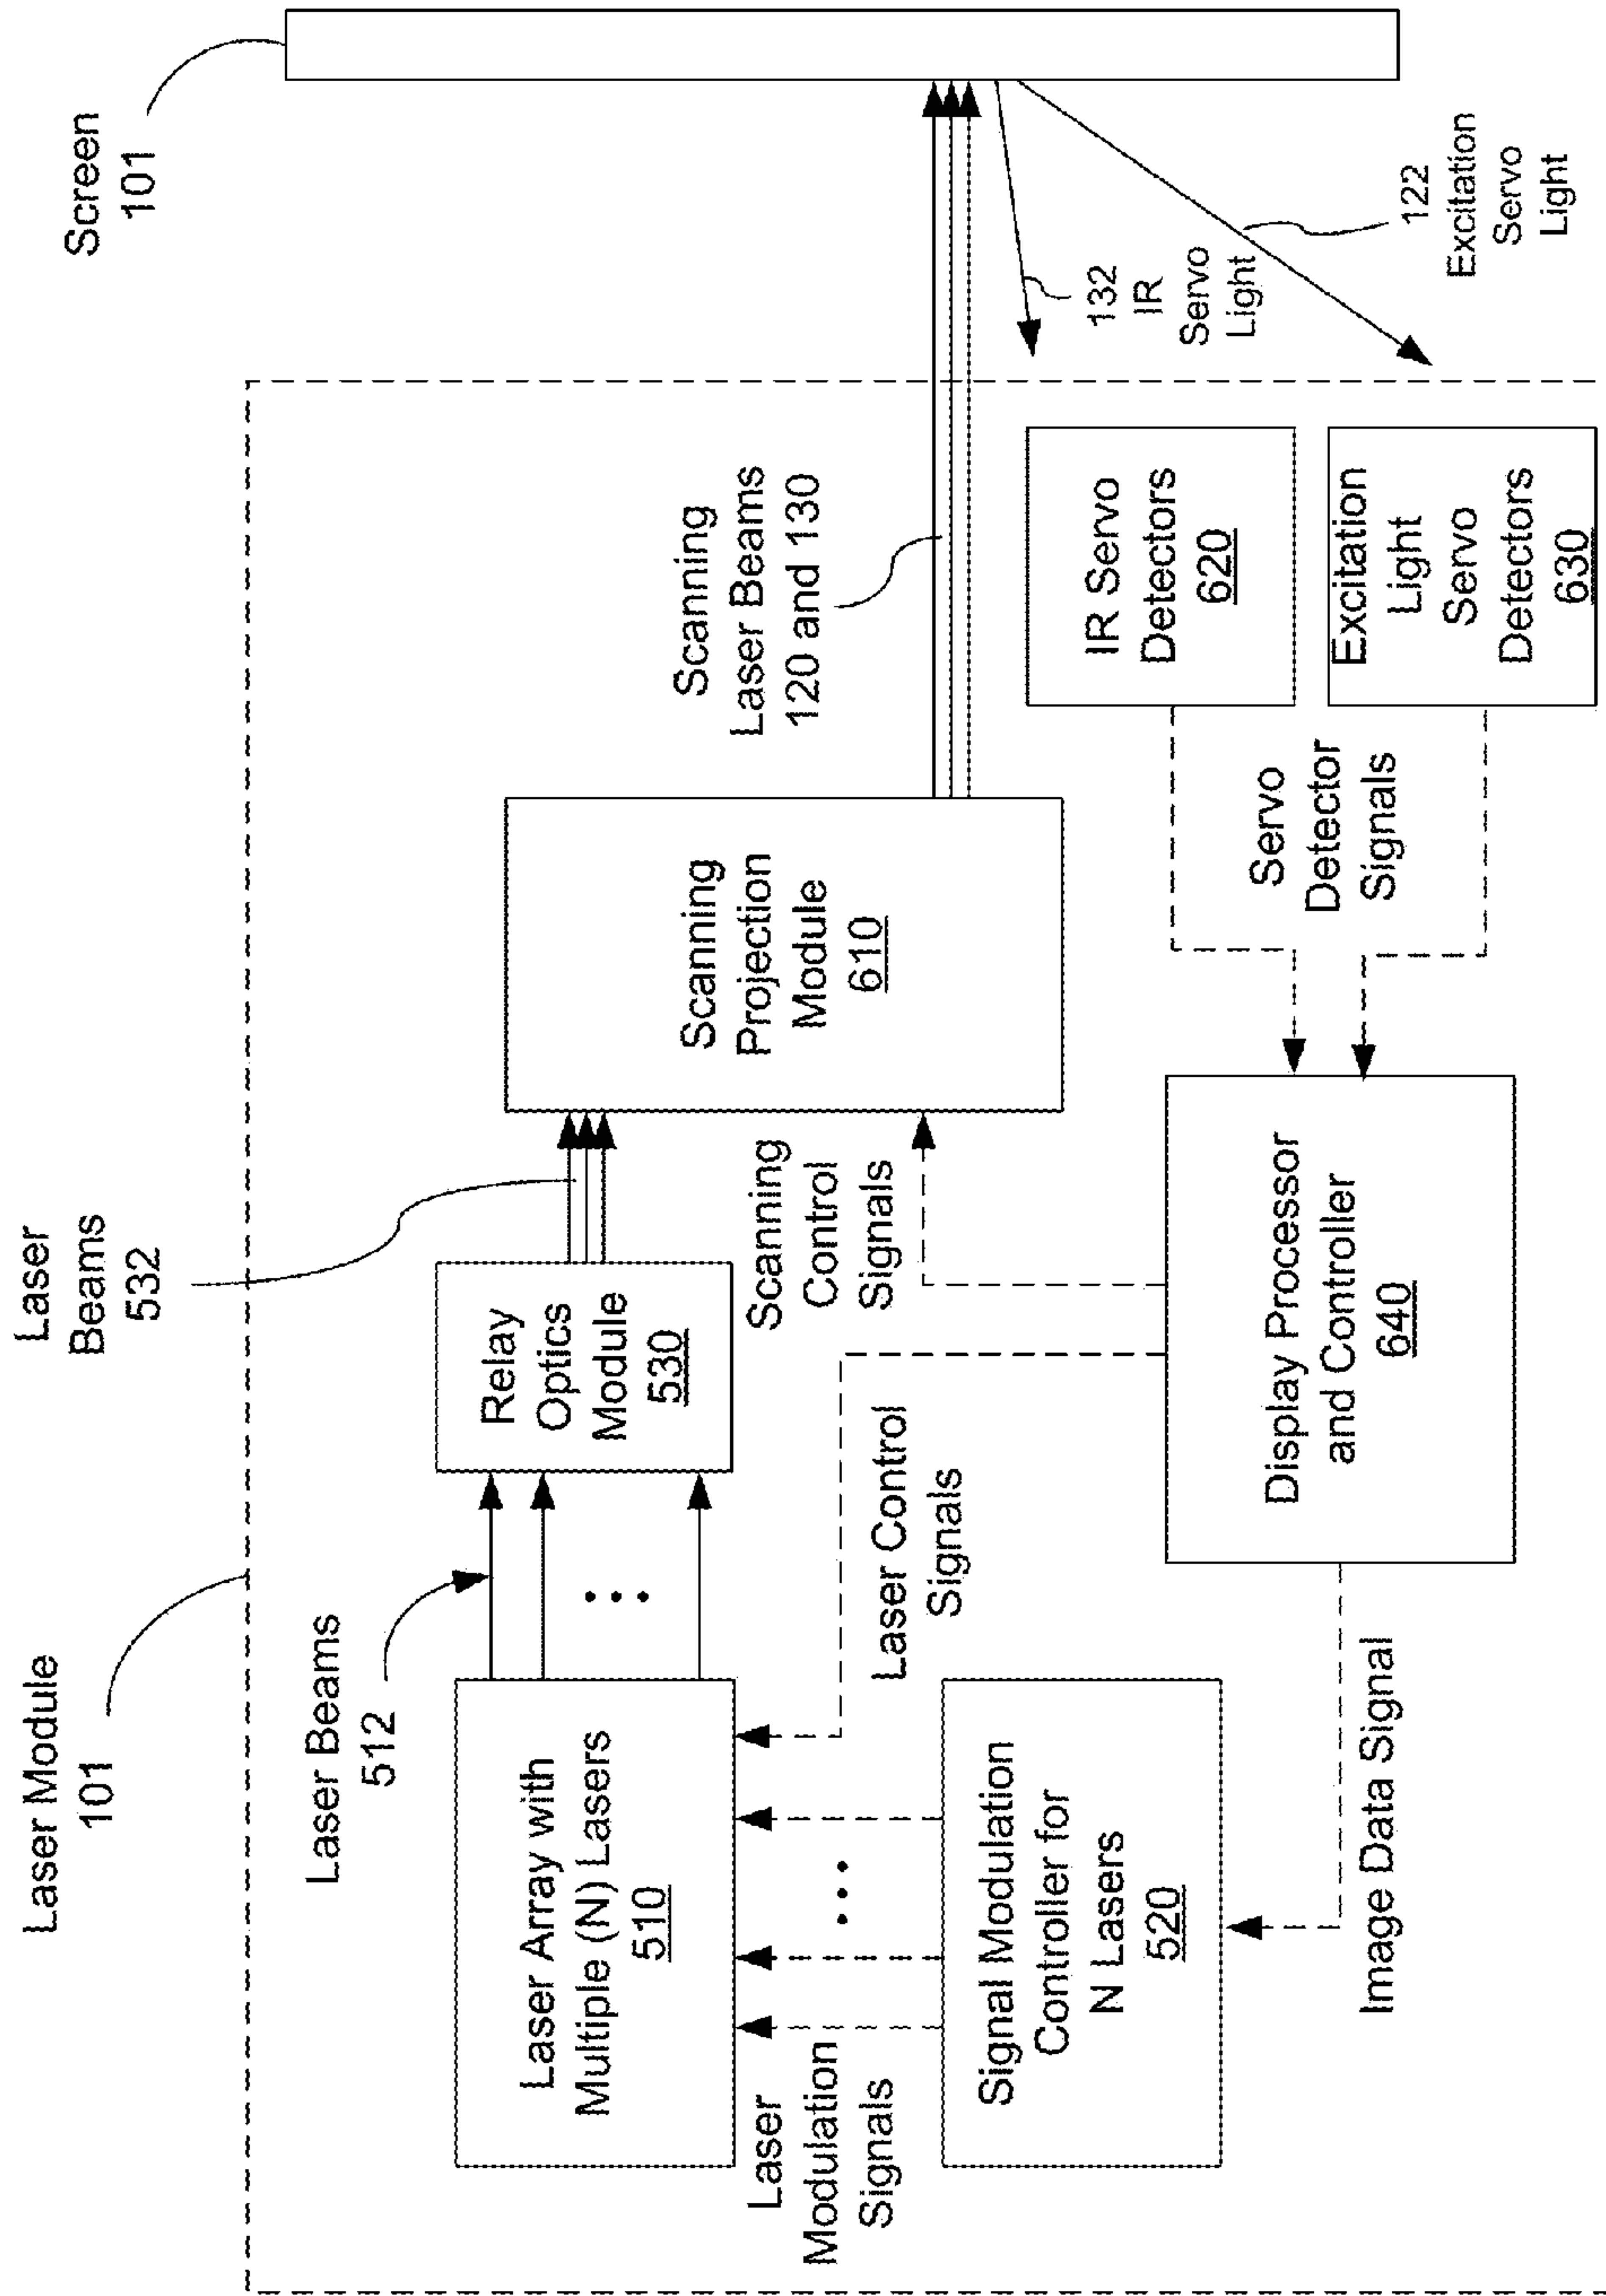 Laser Module
101
Laser
Beams
532
Screen
101
Laser Beams
512
Laser Array with
Multiple (N) Lasers
510
Relay
Optics
Module
530
Scanning
Projection
Module
610
Scanning
Laser Beams
120 and 130
Laser
Modulation
Signals
Laser Control
Signals
Scanning
Control
Signals
Signal Modulation
Controller for
N Lasers
520
Display Processor
and Controller
640
Image Data Signal
Servo
Detector
Signals
IR Servo
Detectors
620
Excitation
Light
Servo
Detectors
630
132
IR
Servo
Light
122
Excitation
Servo
Light